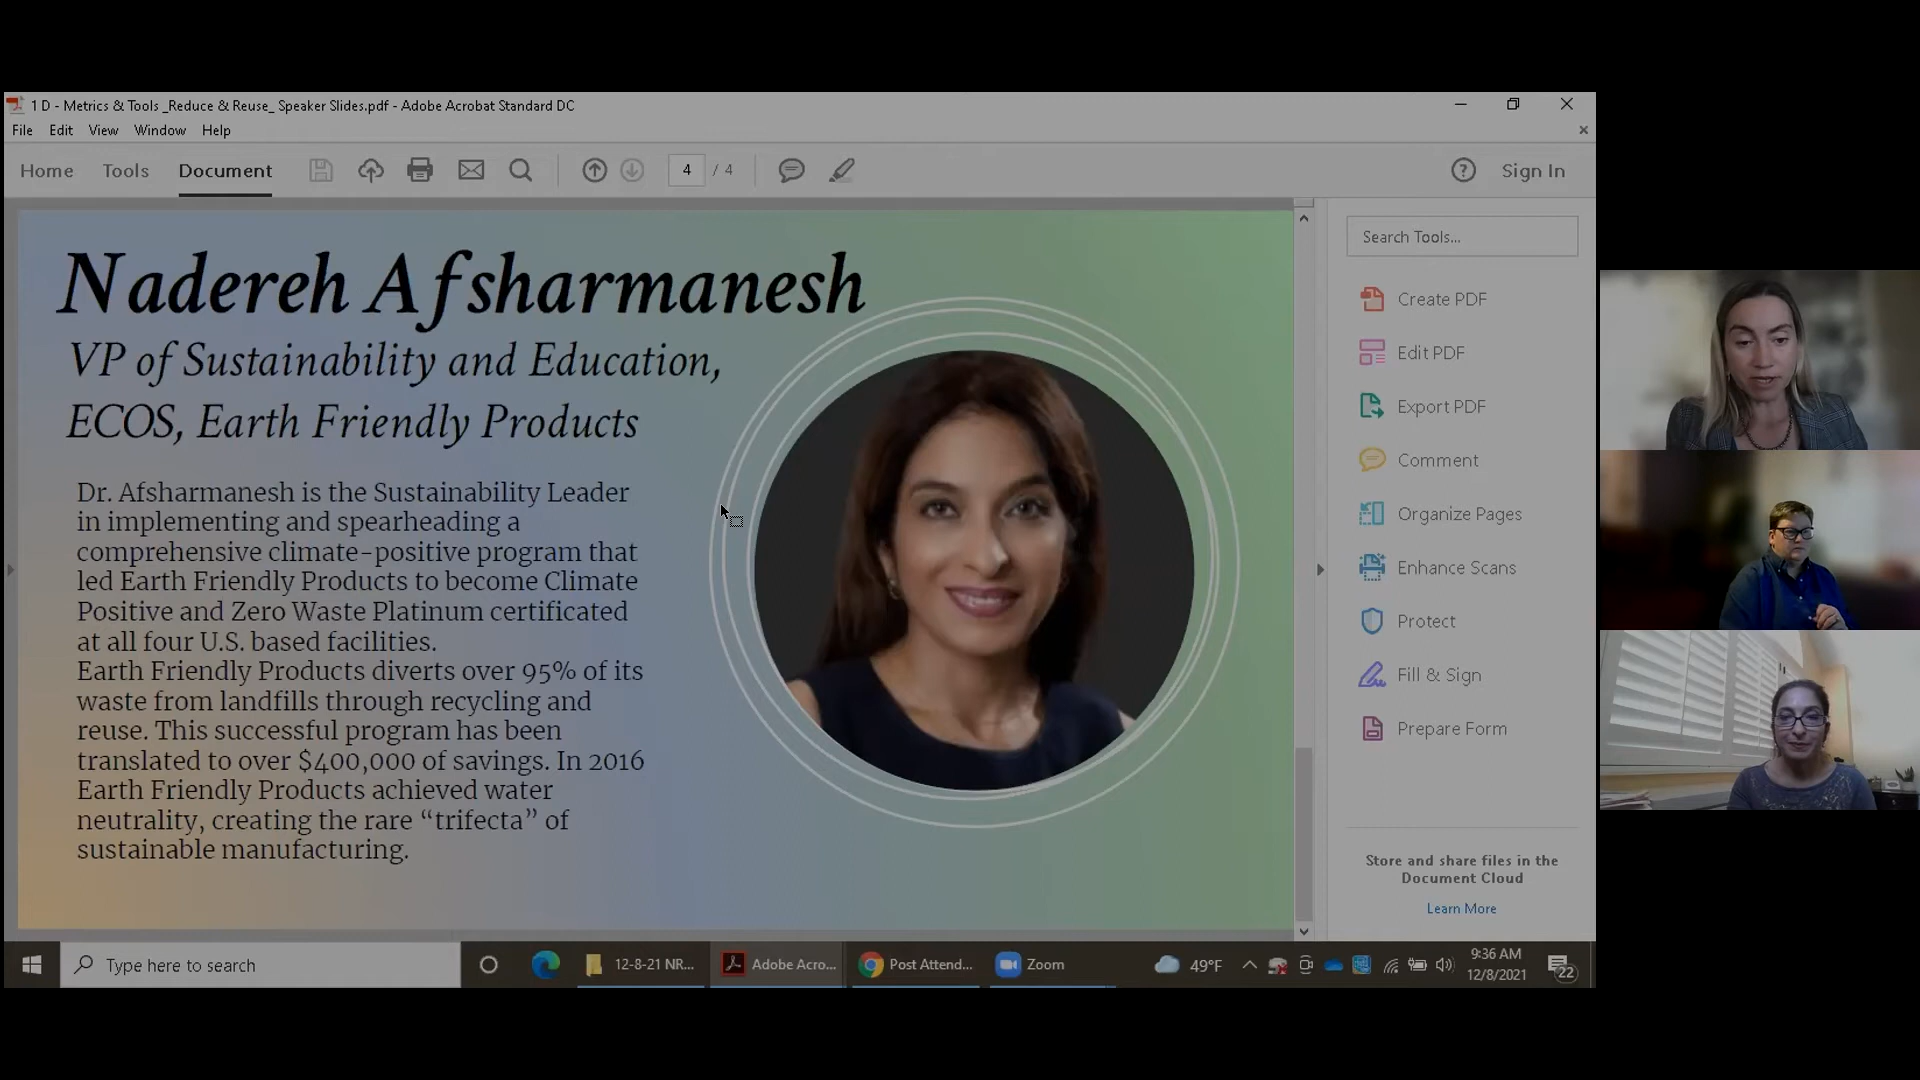 1 D - Metrics & Tools _Reduce & Reuse_ Speaker Slides.pdf - Adobe Acrobat Standard DC
File Edit View Window Help
Home Tools Document 4 / 4 Sign In
Nadereh Afsharmanesh
VP of Sustainability and Education,
ECOS, Earth Friendly Products
Dr. Afsharmanesh is the Sustainability Leader
in implementing and spearheading a
comprehensive climate-positive program that
led Earth Friendly Products to become Climate
Positive and Zero Waste Platinum certificated
at all four U.S. based facilities.
Earth Friendly Products diverts over 95% of its
waste from landfills through recycling and
reuse. This successful program has been
translated to over $400,000 of savings. In 2016
Earth Friendly Products achieved water
neutrality, creating the rare “trifecta” of
sustainable manufacturing.
Search Tools...
Create PDF
Edit PDF
Export PDF
Comment
Organize Pages
Enhance Scans
Protect
Fill & Sign
Prepare Form
Store and share files in the
Document Cloud
Learn More
Type here to search
12-8-21 NR...
Adobe Acro...
Post Attend...
Zoom
49°F
9:36 AM
12/8/2021
22